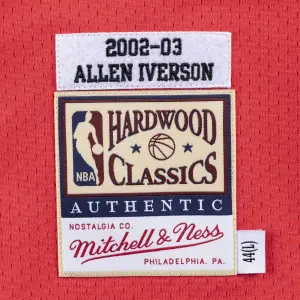 2002-03
ALLEN IVERSON
HARDWOOD
NBA
CLASSICS
AUTHENTIC
NOSTALGIA CO.
Mitchell & Ness
PHILADELPHIA, PA.
44(L)